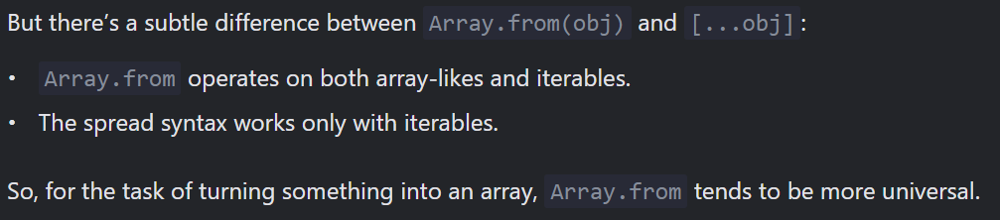 But there's a subtle difference between Array.from(obj) and [...obj]:
• Array.from operates on both array-likes and iterables.
• The spread syntax works only with iterables.
So, for the task of turning something into an array, Array.from tends to be more universal.